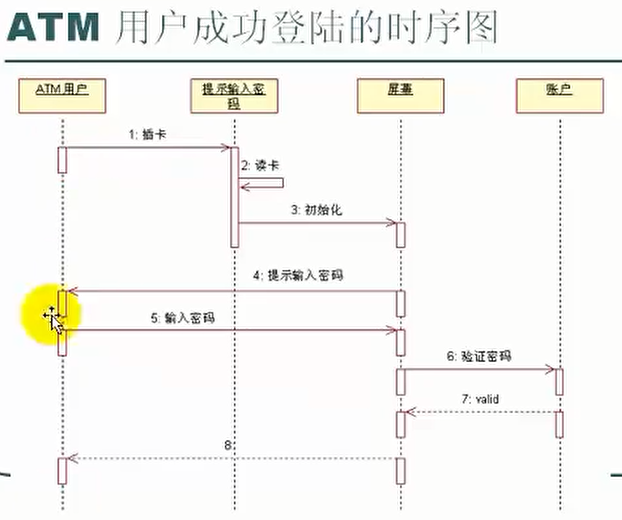 ATM 用户成功登陆的时序图
ATM用户
提示输入密
码
屏幕
账户
1: 插卡
2: 读卡
3: 初始化
4: 提示输入密码
5: 输入密码
6: 验证密码
7: valid
8